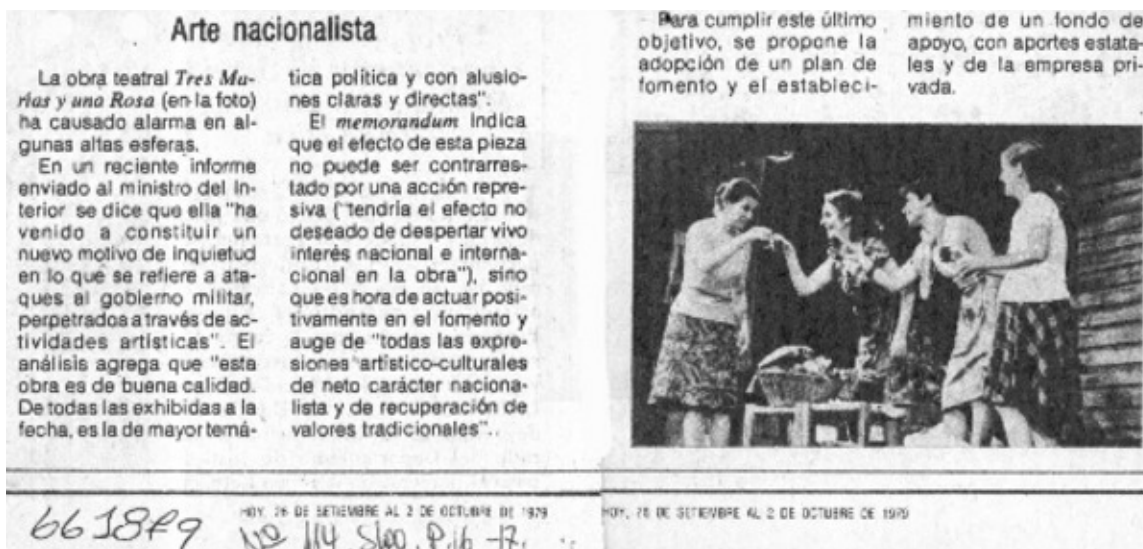 Arte nacionalista
La obra teatral Tres Ma-
rías y una Rosa (en la foto)
ha causado alarma en al-
gunas altas esferas.
En un reciente informe
enviado al ministro del In-
terior se dice que ella "ha
venido a constituir un
nuevo motivo de inquietud
en lo que se refiere a ata-
ques al gobierno militar,
perpetrados a través de ac-
tividades artísticas". El
análisis agrega que "esta
obra es de buena calidad.
De todas las exhibidas a la
fecha, es la de mayor temá-
tica política y con alusio-
nes claras y directas".
El memorandum indica
que el efecto de esta pieza
no puede ser contrarres-
tado por una acción repre-
siva ("tendría el efecto no
deseado de despertar vivo
interés nacional e interna-
cional en la obra"), sino
que es hora de actuar posi-
tivamente en el fomento y
auge de "todas las expre-
siones artístico-culturales
de neto carácter naciona-
lista y de recuperación de
valores tradicionales".
Para cumplir este último
objetivo, se propone la
adopción de un plan de
fomento y el estableci-
miento de un fondo de
apoyo, con aportes estata-
les y de la empresa pri-
vada.
661889
HOY, 26 DE SETIEMBRE AL 2 DE OCTUBRE DE 1979
Nº 114 Stgo. P. 16-17.
HOY, 26 DE SETIEMBRE AL 2 DE OCTUBRE DE 1979